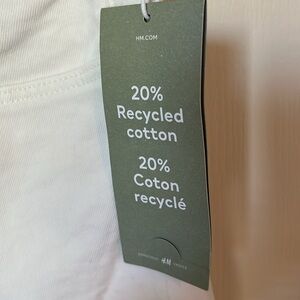 HM.COM
20%
Recycled
cotton
20%
Coton
recyclé
H&M